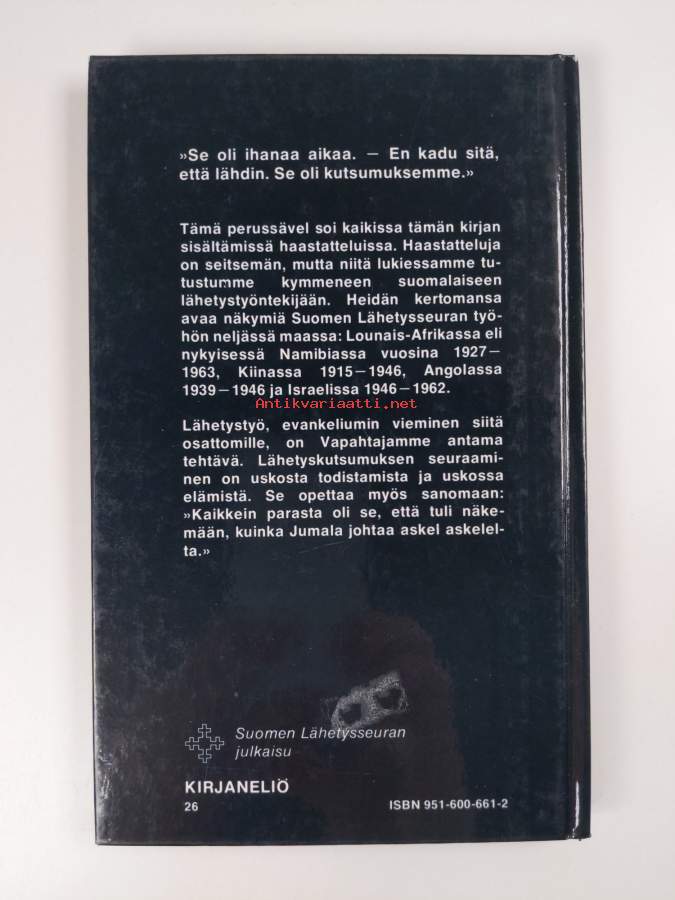 »Se oli ihanaa aikaa. — En kadu sitä,
että lähdin. Se oli kutsumuksemme.»
Tämä perussävel soi kaikissa tämän kirjan
sisältämissä haastatteluissa. Haastatteluja
on seitsemän, mutta niitä lukiessamme tu-
tustumme kymmeneen suomalaiseen
lähetystyöntekijään. Heidän kertomansa
avaa näkymiä Suomen Lähetysseuran työ-
hön neljässä maassa: Lounais-Afrikassa eli
nykyisessä Namibiassa vuosina 1927—
1963, Kiinassa 1915—1946, Angolassa
1939—1946 ja Israelissa 1946—1962.
Antikvariaatti.net
Lähetystyö, evankeliumin vieminen siitä
osattomille, on Vapahtajamme antama
tehtävä. Lähetyskutsumuksen seuraami-
nen on uskosta todistamista ja uskossa
elämistä. Se opettaa myös sanomaan:
»Kaikkein parasta oli se, että tuli näke-
mään, kuinka Jumala johtaa askel askelel-
ta.»
Suomen Lähetysseuran
julkaisu
KIRJANELIÖ
26 ISBN 951-600-661-2